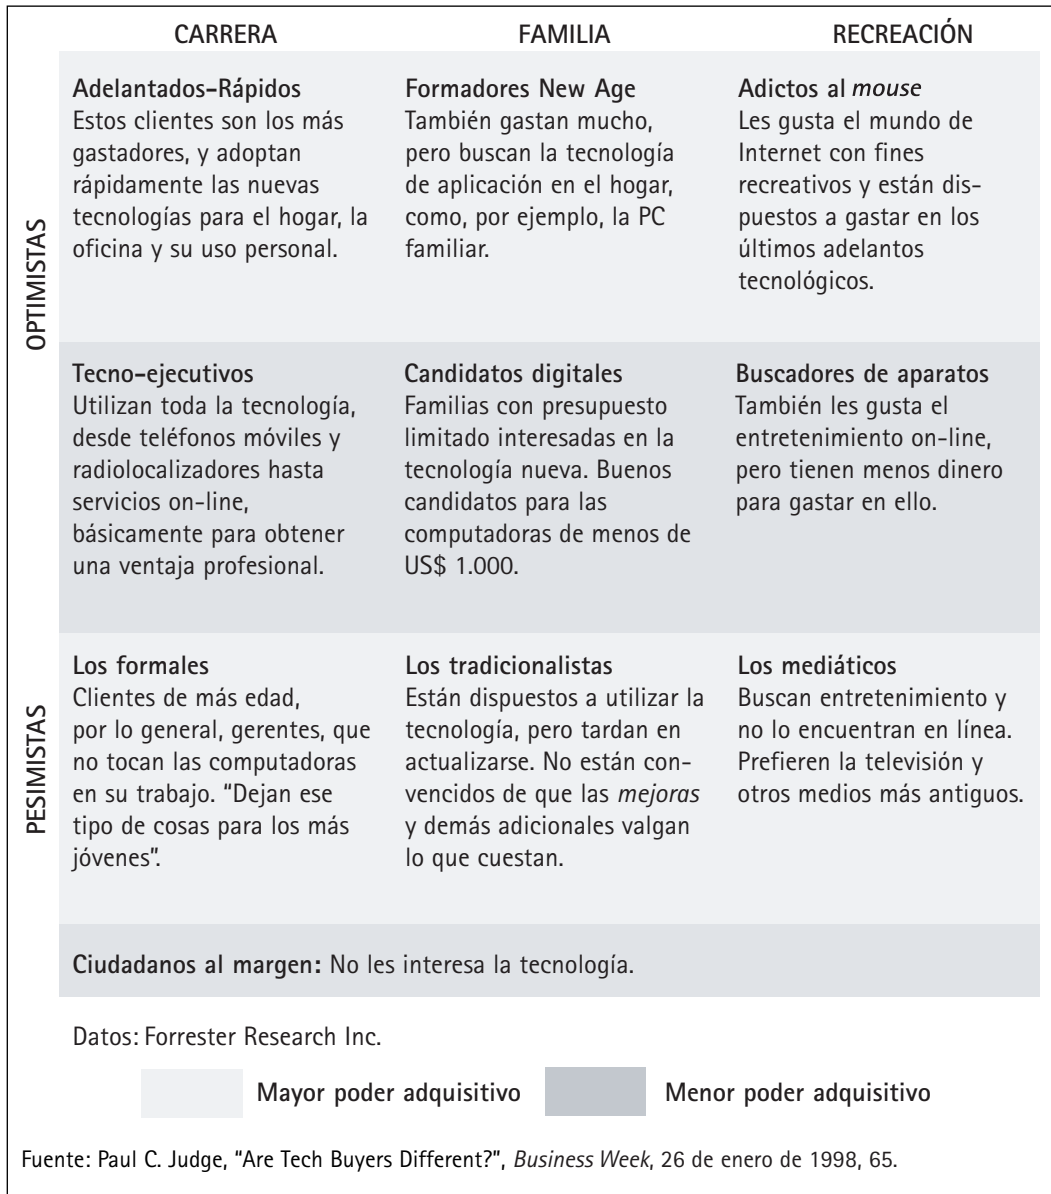 CARRERA
FAMILIA
RECREACIÓN
OPTIMISTAS
Adelantados-Rápidos
Estos clientes son los más
gastadores, y adoptan
rápidamente las nuevas
tecnologías para el hogar, la
oficina y su uso personal.
Formadores New Age
También gastan mucho,
pero buscan la tecnología
de aplicación en el hogar,
como, por ejemplo, la PC
familiar.
Adictos al mouse
Les gusta el mundo de
Internet con fines
recreativos y están dis-
puestos a gastar en los
últimos adelantos
tecnológicos.
Tecno-ejecutivos
Utilizan toda la tecnología,
desde teléfonos móviles y
radiolocalizadores hasta
servicios on-line,
básicamente para obtener
una ventaja profesional.
Candidatos digitales
Familias con presupuesto
limitado interesadas en la
tecnología nueva. Buenos
candidatos para las
computadoras de menos de
US$ 1.000.
Buscadores de aparatos
También les gusta el
entretenimiento on-line,
pero tienen menos dinero
para gastar en ello.
PESIMISTAS
Los formales
Clientes de más edad,
por lo general, gerentes, que
no tocan las computadoras
en su trabajo. "Dejan ese
tipo de cosas para los más
jóvenes".
Los tradicionalistas
Están dispuestos a utilizar la
tecnología, pero tardan en
actualizarse. No están con-
vencidos de que las mejoras
y demás adicionales valgan
lo que cuestan.
Los mediáticos
Buscan entretenimiento y
no lo encuentran en línea.
Prefieren la televisión y
otros medios más antiguos.
Ciudadanos al margen: No les interesa la tecnología.
Datos: Forrester Research Inc.
Mayor poder adquisitivo
Menor poder adquisitivo
Fuente: Paul C. Judge, "Are Tech Buyers Different?", Business Week, 26 de enero de 1998, 65.